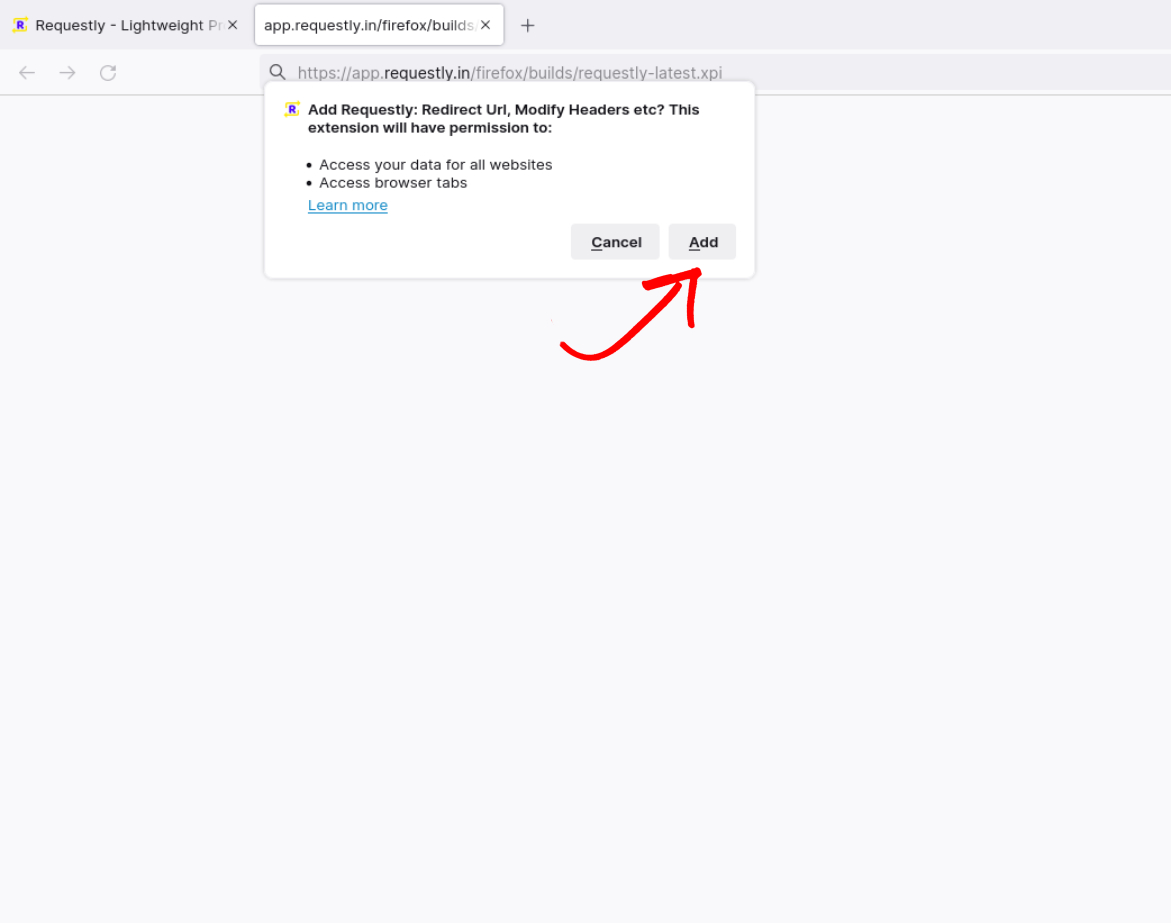 Requestly - Lightweight Pr
app.requestly.in/firefox/builds/
https://app.requestly.in/firefox/builds/requestly-latest.xpi
R Add Requestly: Redirect Url, Modify Headers etc? This
extension will have permission to:
• Access your data for all websites
• Access browser tabs
Learn more
Cancel Add